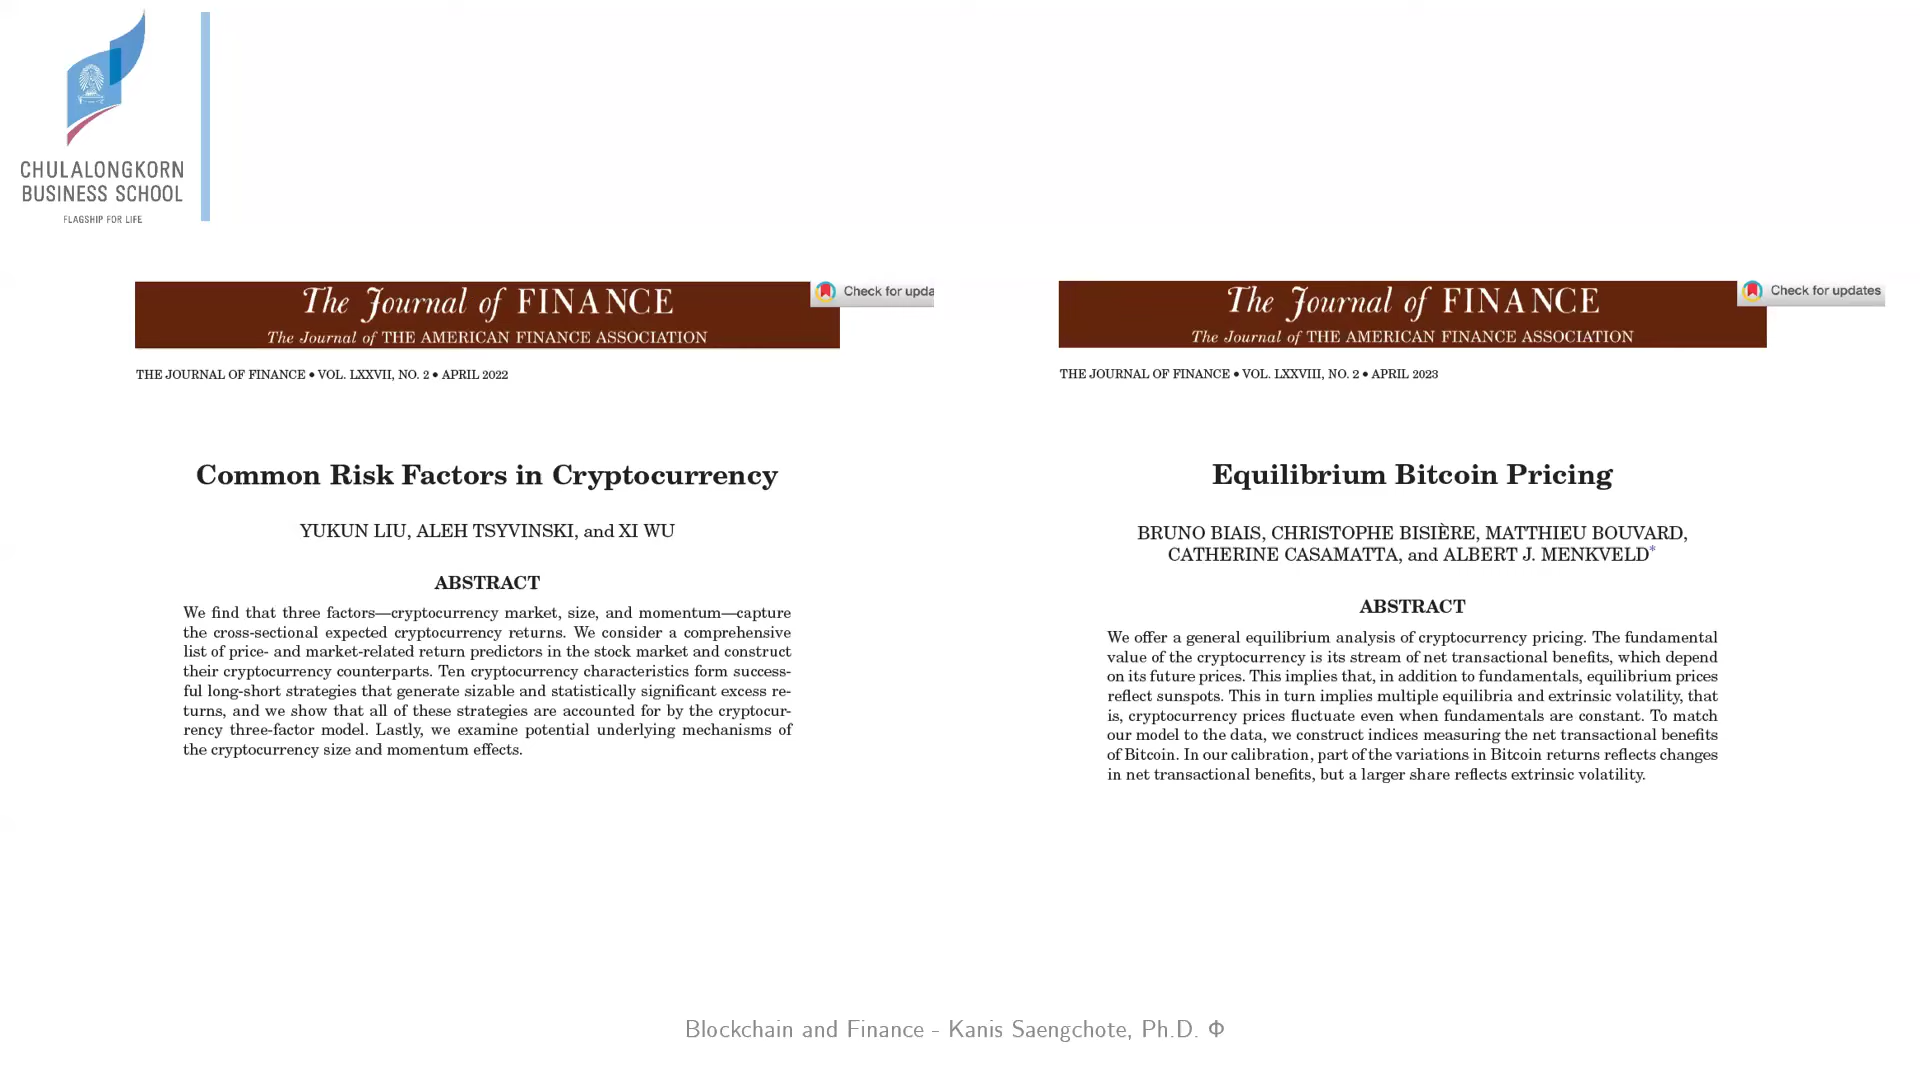 CHULALONGKORN
BUSINESS SCHOOL
FLAGSHIP FOR LIFE
The Journal of FINANCE
The Journal of THE AMERICAN FINANCE ASSOCIATION
Check for upda
THE JOURNAL OF FINANCE • VOL. LXXVII, NO. 2 • APRIL 2022
Common Risk Factors in Cryptocurrency
YUKUN LIU, ALEH TSYVINSKI, and XI WU
ABSTRACT
We find that three factors—cryptocurrency market, size, and momentum—capture
the cross-sectional expected cryptocurrency returns. We consider a comprehensive
list of price- and market-related return predictors in the stock market and construct
their cryptocurrency counterparts. Ten cryptocurrency characteristics form success-
ful long-short strategies that generate sizable and statistically significant excess re-
turns, and we show that all of these strategies are accounted for by the cryptocur-
rency three-factor model. Lastly, we examine potential underlying mechanisms of
the cryptocurrency size and momentum effects.
The Journal of FINANCE
The Journal of THE AMERICAN FINANCE ASSOCIATION
Check for updates
THE JOURNAL OF FINANCE • VOL. LXXVIII, NO. 2 • APRIL 2023
Equilibrium Bitcoin Pricing
BRUNO BIAIS, CHRISTOPHE BISIÈRE, MATTHIEU BOUVARD,
CATHERINE CASAMATTA, and ALBERT J. MENKVELD*
ABSTRACT
We offer a general equilibrium analysis of cryptocurrency pricing. The fundamental
value of the cryptocurrency is its stream of net transactional benefits, which depend
on its future prices. This implies that, in addition to fundamentals, equilibrium prices
reflect sunspots. This in turn implies multiple equilibria and extrinsic volatility, that
is, cryptocurrency prices fluctuate even when fundamentals are constant. To match
our model to the data, we construct indices measuring the net transactional benefits
of Bitcoin. In our calibration, part of the variations in Bitcoin returns reflects changes
in net transactional benefits, but a larger share reflects extrinsic volatility.
Blockchain and Finance - Kanis Saengchote, Ph.D. Φ